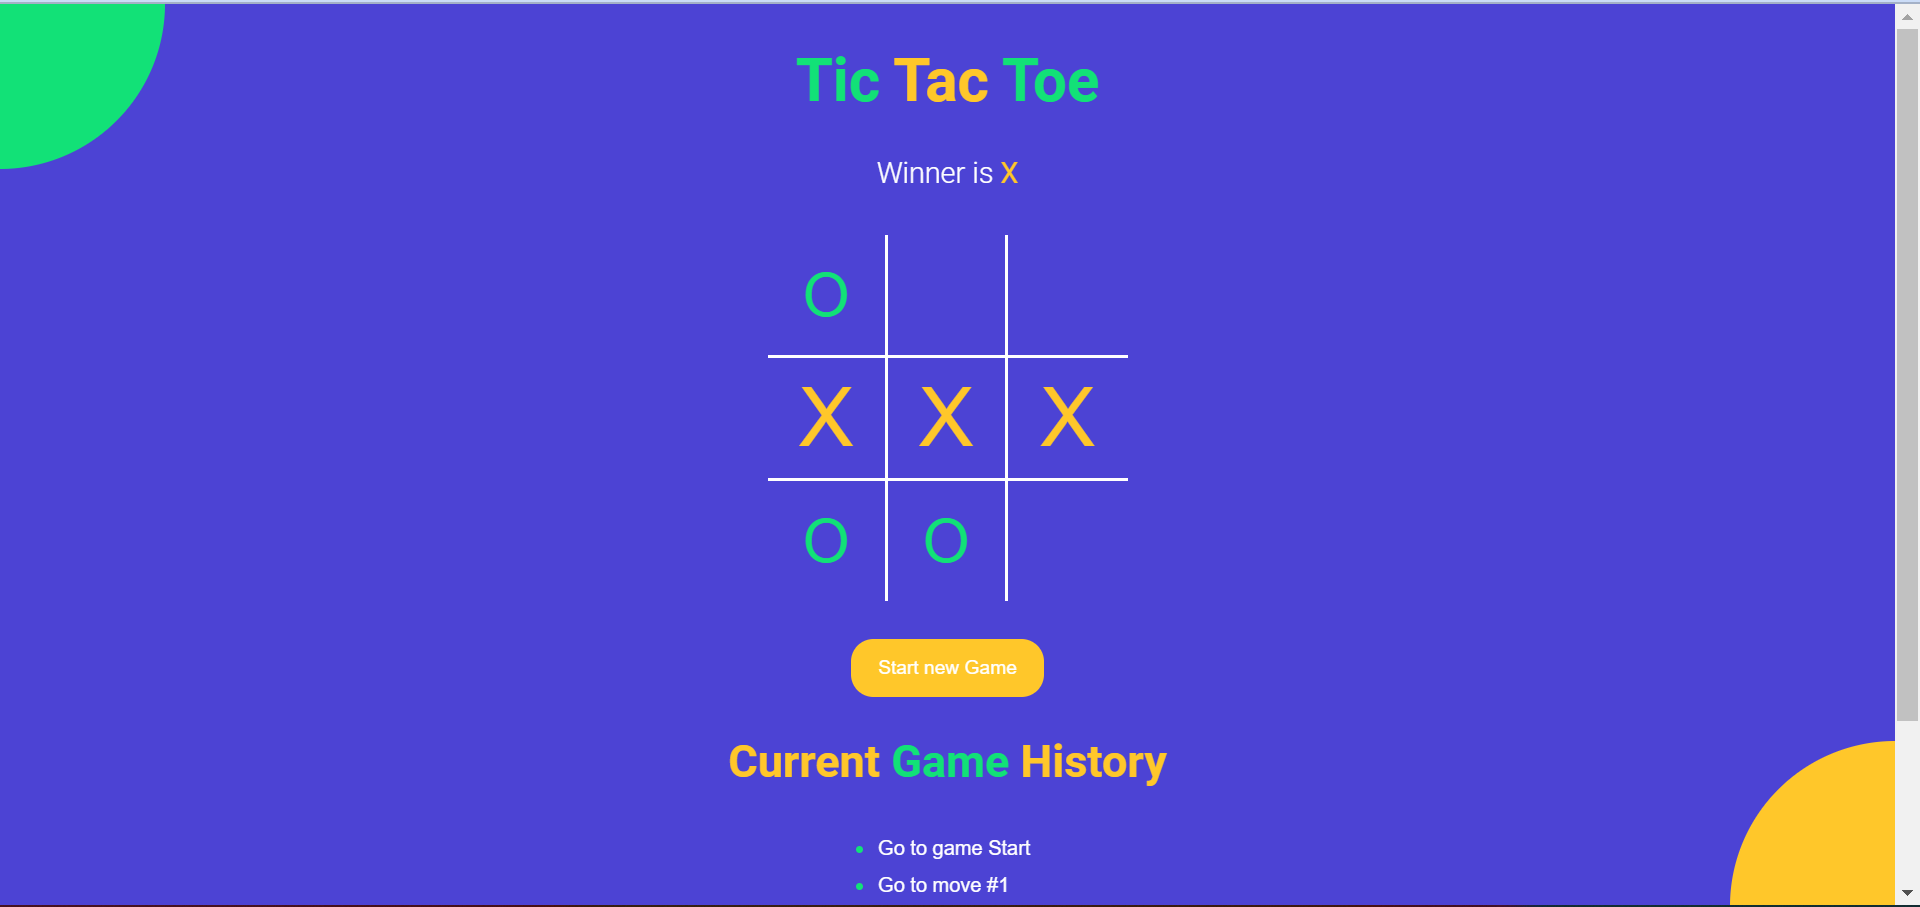 Tic Tac Toe
Winner is X
O
X X X
O O
Start new Game
Current Game History
Go to game Start
Go to move #1